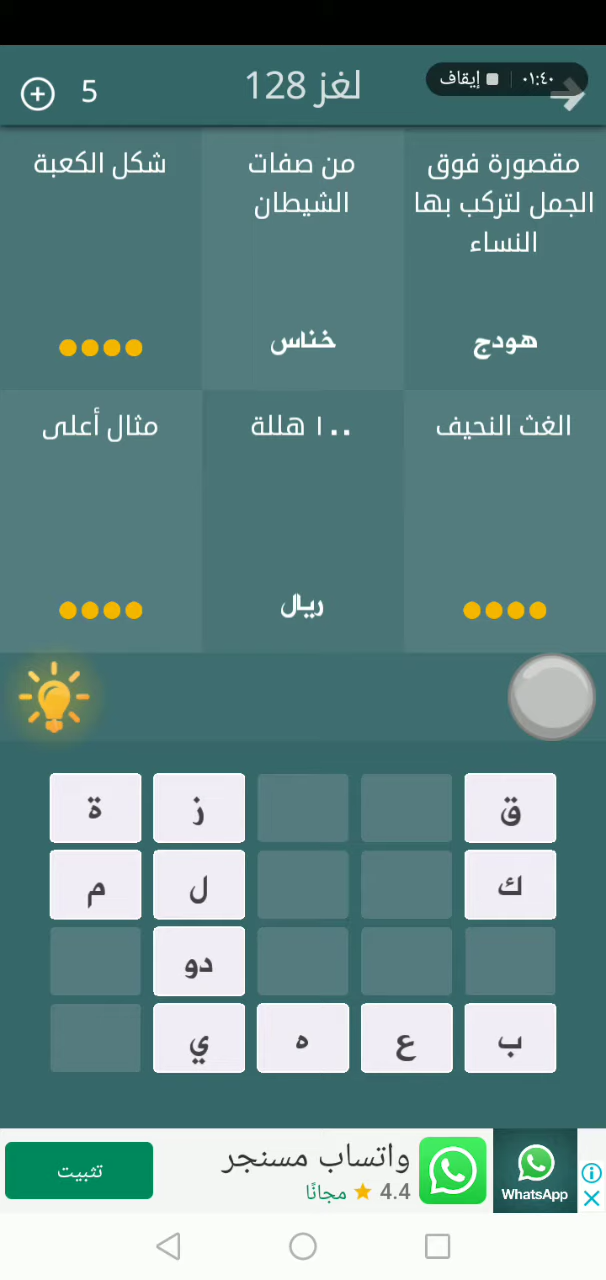 إيقاف ٠١:٤٠
لغز 128
5
مقصورة فوق
الجمل لتركب بها
النساء
هودج
من صفات
الشيطان
خناس
شكل الكعبة
الغث النحيف
١٠٠ هللة
ريال
مثال أعلى
ق
ز
ة
ك
ل
م
دو
ب
ع
ه
ي
WhatsApp
واتساب مسنجر
4.4 ★ مجانًا
تثبيت